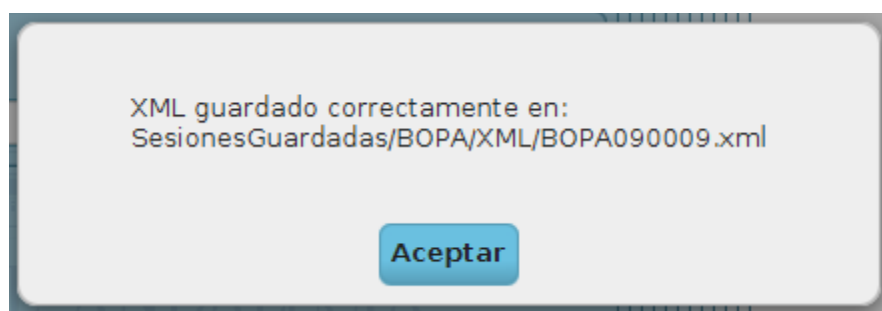 XML guardado correctamente en:
SesionesGuardadas/BOPA/XML/BOPA090009.xml
Aceptar